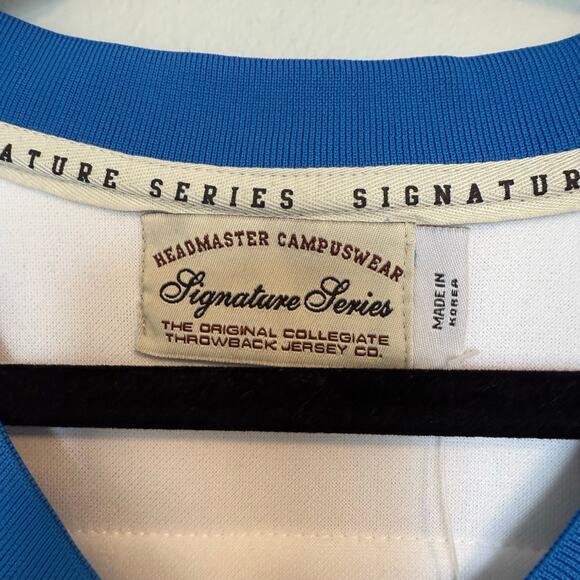 ATURE SERIES SIGNATUR
HEADMASTER CAMPUSWEAR
Signature Series
THE ORIGINAL COLLEGIATE
THROWBACK JERSEY CO.
MADE IN
KOREA